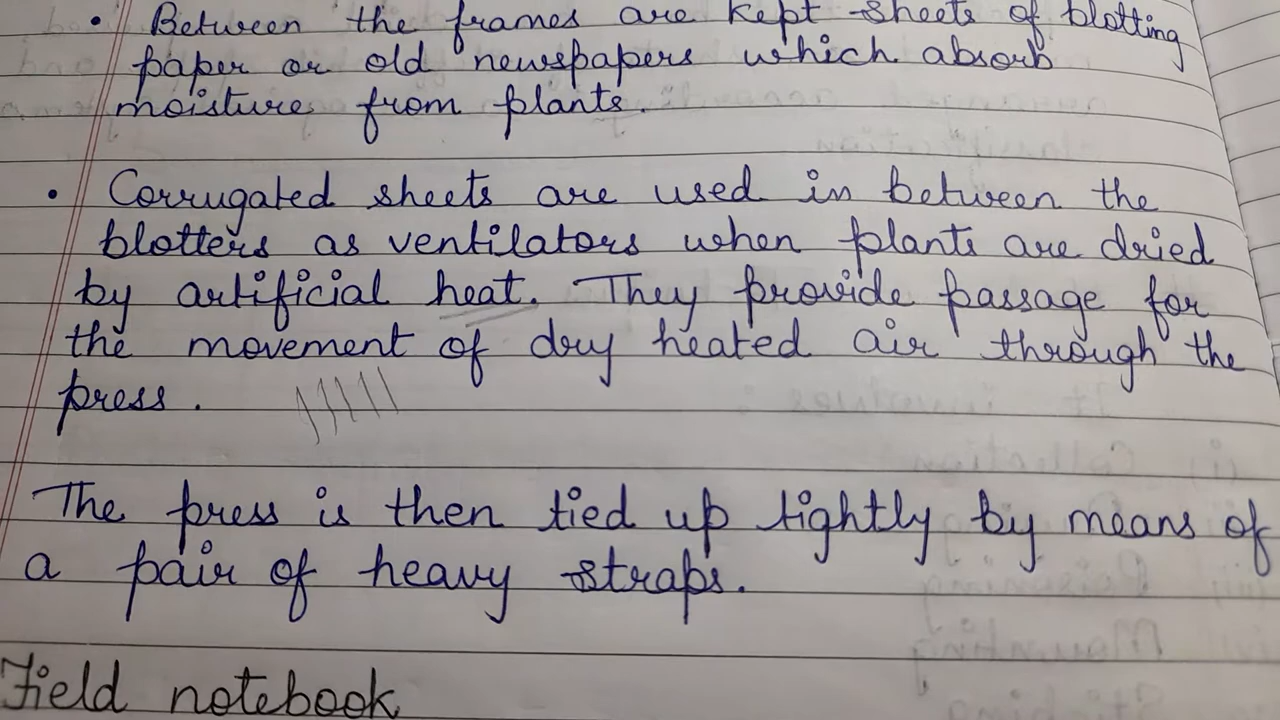 • Between the frames are kept sheets of blotting
paper or old newspapers which absorb
moisture from plants.
• Corrugated sheets are used in between the
blotters as ventilators when plants are dried
by artificial heat. They provide passage for
the movement of dry heated air through the
press.
The press is then tied up tightly by means of
a pair of heavy straps.
Field notebook